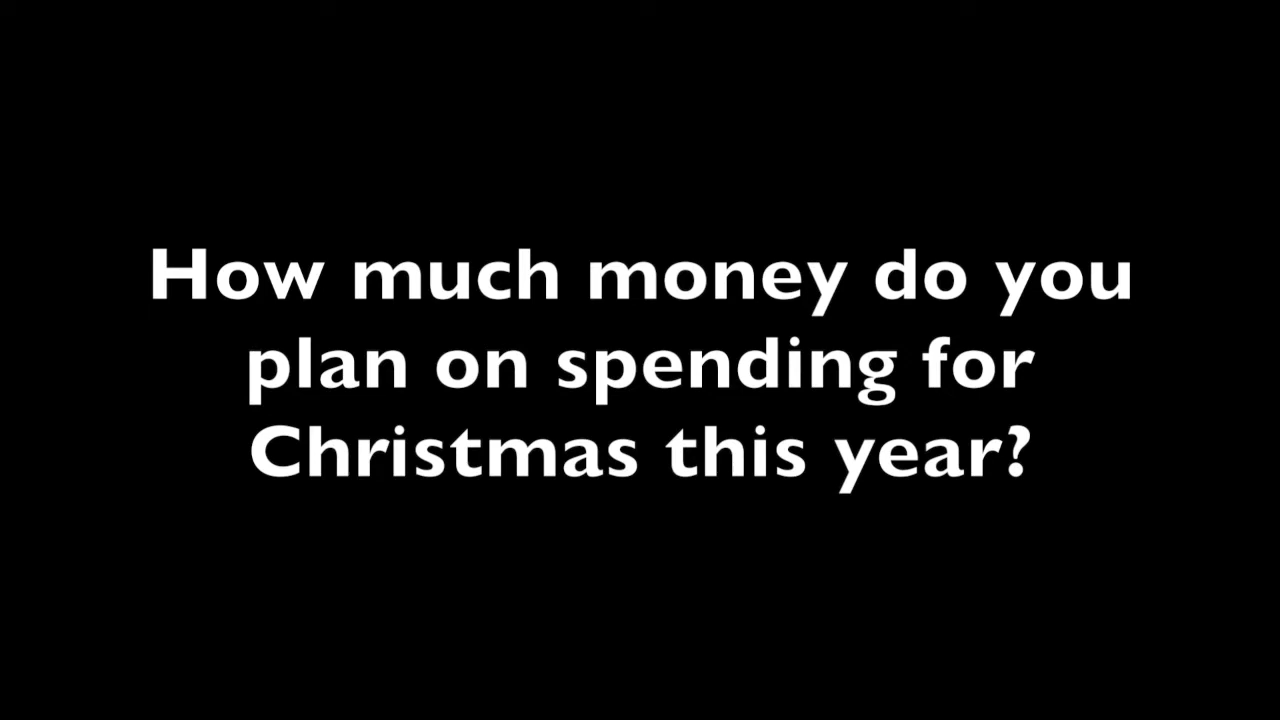 How much money do you
plan on spending for
Christmas this year?